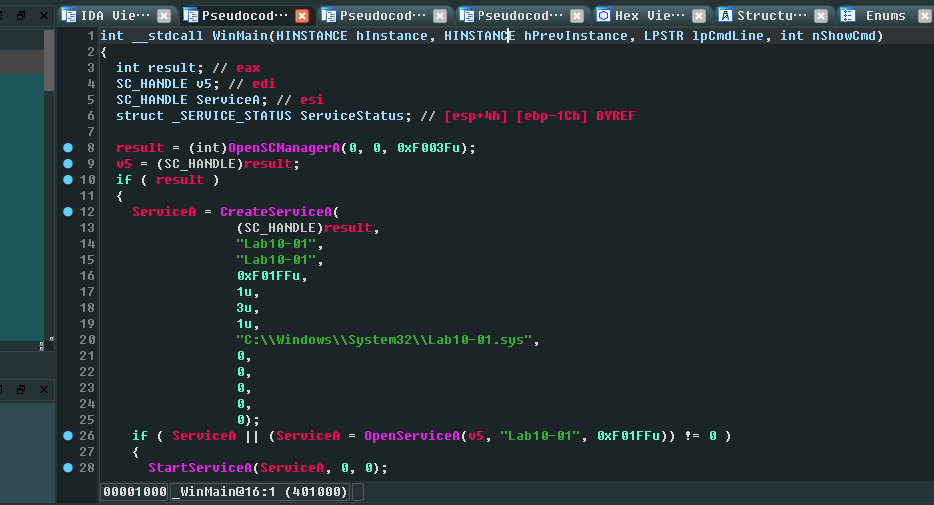 IDA Vie··· Pseudocod··· Pseudocod··· Pseudocod··· Hex Vie··· Structu··· Enums
1 int __stdcall WinMain(HINSTANCE hInstance, HINSTANCE hPrevInstance, LPSTR lpCmdLine, int nShowCmd)
2 {
3   int result; // eax
4   SC_HANDLE v5; // edi
5   SC_HANDLE ServiceA; // esi
6   struct _SERVICE_STATUS ServiceStatus; // [esp+4h] [ebp-1Ch] BYREF
7
8   result = (int)OpenSCManagerA(0, 0, 0xF003Fu);
9   v5 = (SC_HANDLE)result;
10   if ( result )
11   {
12     ServiceA = CreateServiceA(
13                  (SC_HANDLE)result,
14                  "Lab10-01",
15                  "Lab10-01",
16                  0xF01FFu,
17                  1u,
18                  3u,
19                  1u,
20                  "C:\\Windows\\System32\\Lab10-01.sys",
21                  0,
22                  0,
23                  0,
24                  0,
25                  0);
26     if ( ServiceA || (ServiceA = OpenServiceA(v5, "Lab10-01", 0xF01FFu)) != 0 )
27     {
28       StartServiceA(ServiceA, 0, 0);
00001000 _WinMain@16:1 (401000)